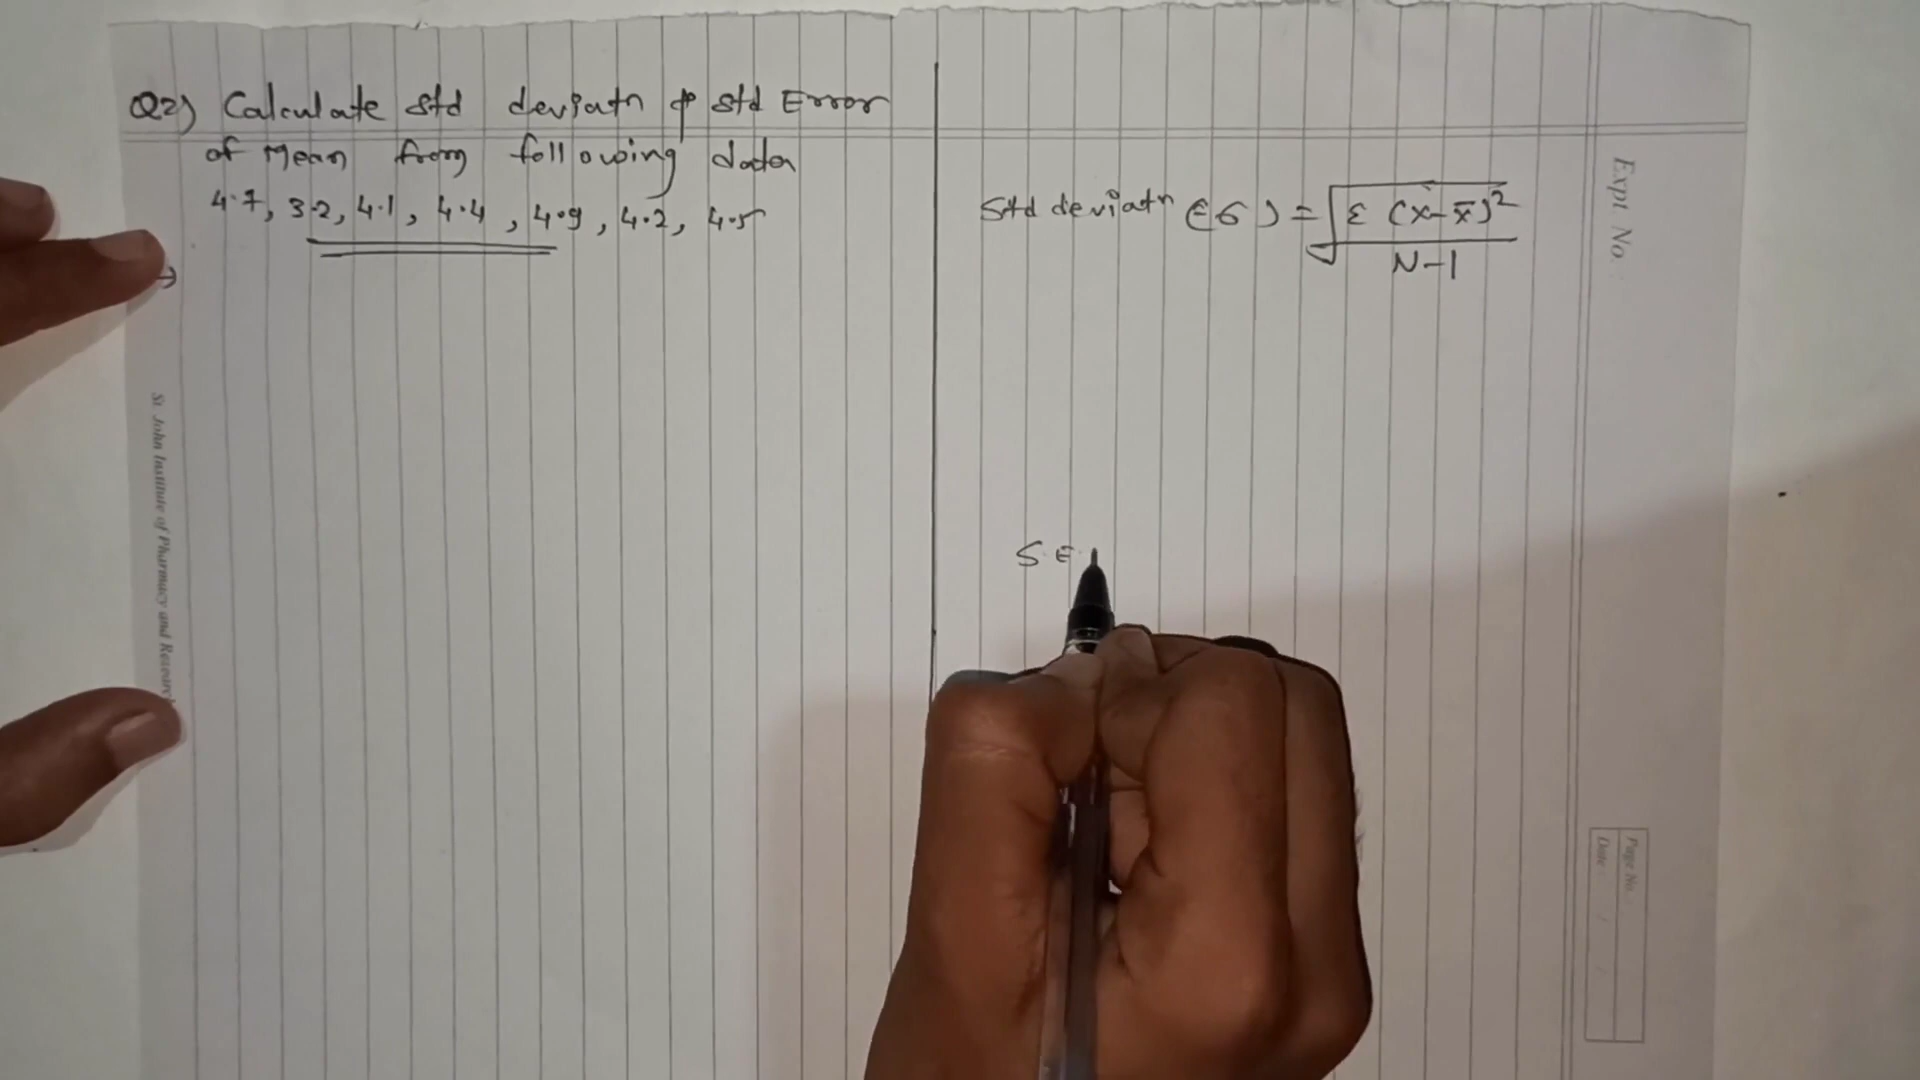 Q2) Calculate std deviatn & std Error
of Mean from following data
4.7, 3.2, 4.1, 4.4, 4.9, 4.2, 4.5
→
Std deviatn (σ) = √Σ (x-x̄)²
N-1
S.E.
Expt. No.
St. John Institute of Pharmacy and Research
Page No.
Date :